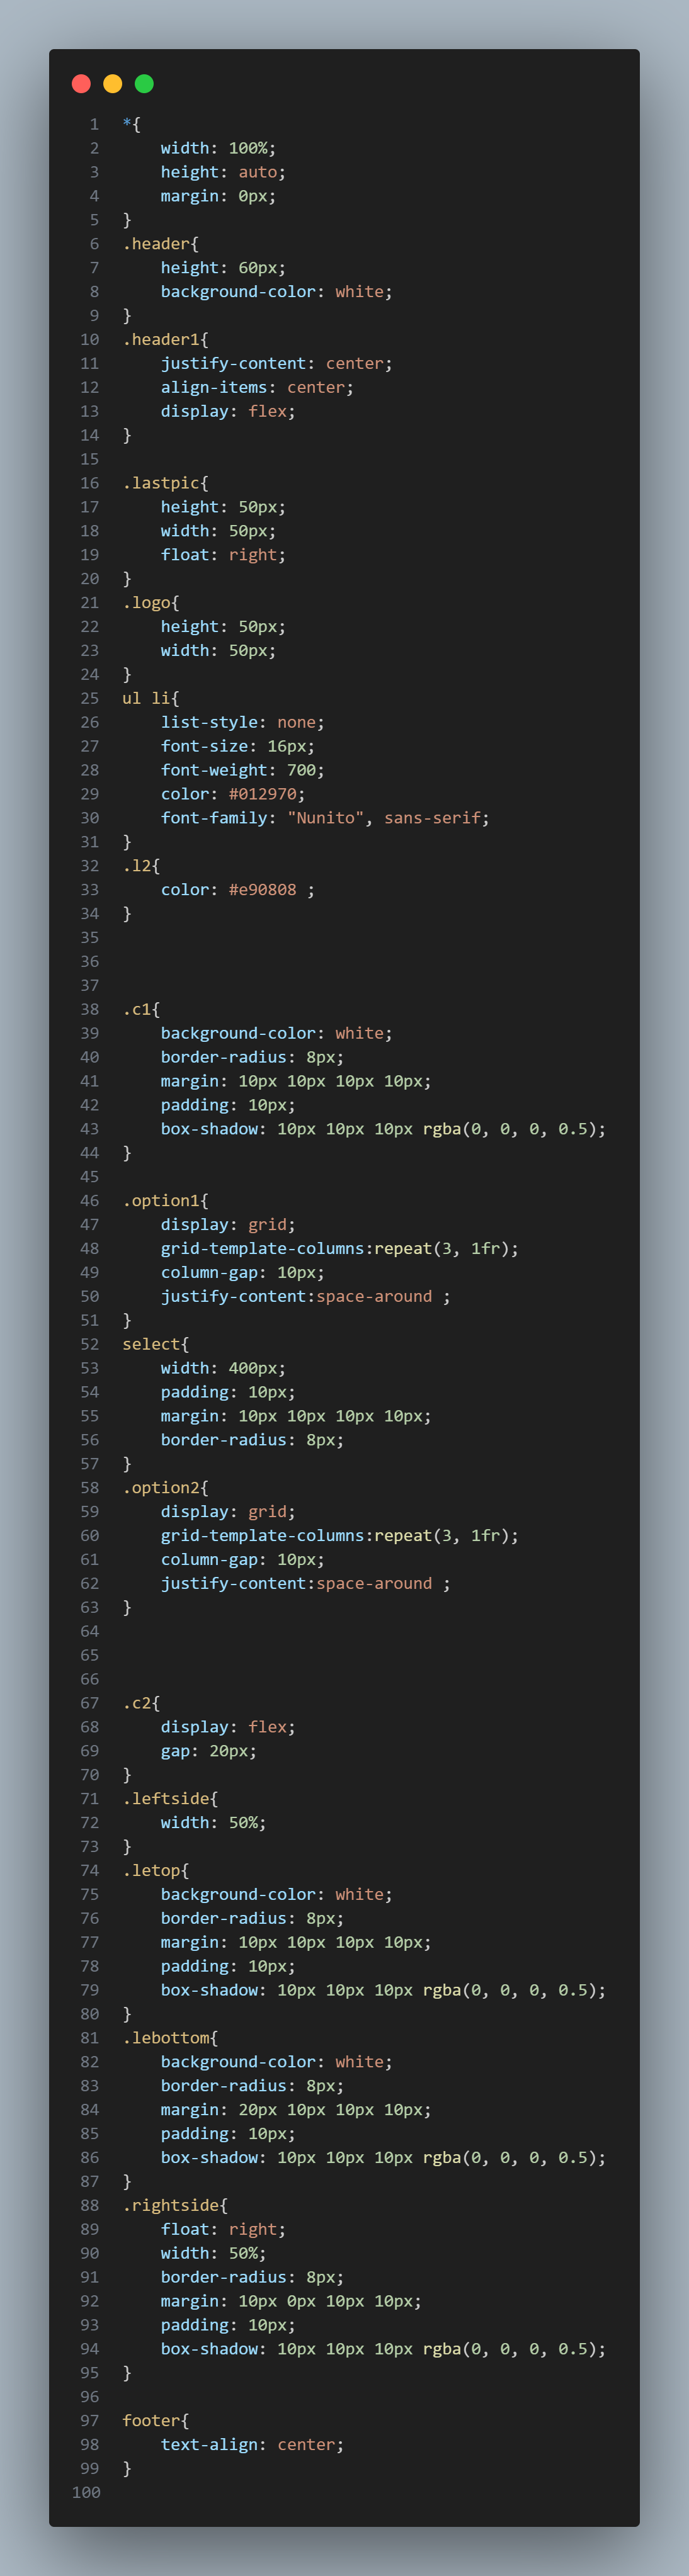 1 *{
2 width: 100%;
3 height: auto;
4 margin: 0px;
5 }
6 .header{
7 height: 60px;
8 background-color: white;
9 }
10 .header1{
11 justify-content: center;
12 align-items: center;
13 display: flex;
14 }
15
16 .lastpic{
17 height: 50px;
18 width: 50px;
19 float: right;
20 }
21 .logo{
22 height: 50px;
23 width: 50px;
24 }
25 ul li{
26 list-style: none;
27 font-size: 16px;
28 font-weight: 700;
29 color: #012970;
30 font-family: "Nunito", sans-serif;
31 }
32 .l2{
33 color: #e90808 ;
34 }
35
36
37
38 .c1{
39 background-color: white;
40 border-radius: 8px;
41 margin: 10px 10px 10px 10px;
42 padding: 10px;
43 box-shadow: 10px 10px 10px rgba(0, 0, 0, 0.5);
44 }
45
46 .option1{
47 display: grid;
48 grid-template-columns:repeat(3, 1fr);
49 column-gap: 10px;
50 justify-content:space-around ;
51 }
52 select{
53 width: 400px;
54 padding: 10px;
55 margin: 10px 10px 10px 10px;
56 border-radius: 8px;
57 }
58 .option2{
59 display: grid;
60 grid-template-columns:repeat(3, 1fr);
61 column-gap: 10px;
62 justify-content:space-around ;
63 }
64
65
66
67 .c2{
68 display: flex;
69 gap: 20px;
70 }
71 .leftside{
72 width: 50%;
73 }
74 .letop{
75 background-color: white;
76 border-radius: 8px;
77 margin: 10px 10px 10px 10px;
78 padding: 10px;
79 box-shadow: 10px 10px 10px rgba(0, 0, 0, 0.5);
80 }
81 .lebottom{
82 background-color: white;
83 border-radius: 8px;
84 margin: 20px 10px 10px 10px;
85 padding: 10px;
86 box-shadow: 10px 10px 10px rgba(0, 0, 0, 0.5);
87 }
88 .rightside{
89 float: right;
90 width: 50%;
91 border-radius: 8px;
92 margin: 10px 0px 10px 10px;
93 padding: 10px;
94 box-shadow: 10px 10px 10px rgba(0, 0, 0, 0.5);
95 }
96
97 footer{
98 text-align: center;
99 }
100